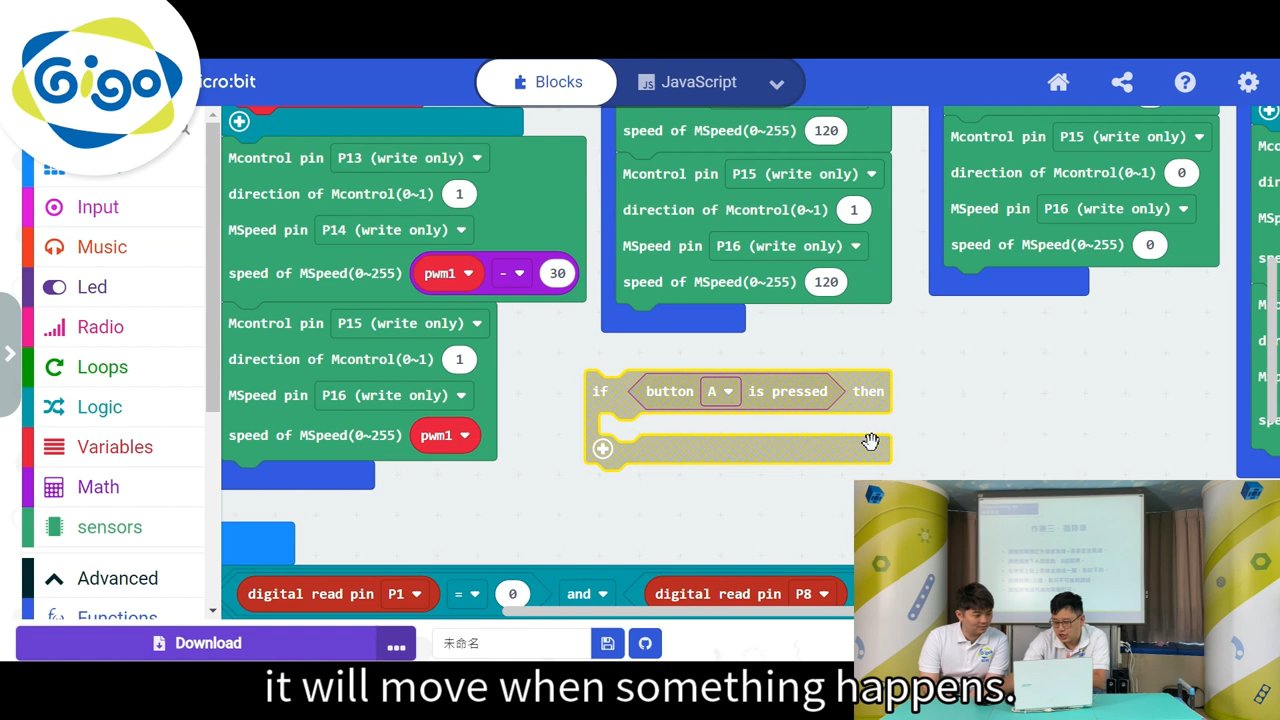 Gigo
icro:bit
Blocks
JavaScript
Input
Music
Led
Radio
Loops
Logic
Variables
Math
sensors
Advanced
Functions
Mcontrol pin P13 (write only)
direction of Mcontrol(0~1) 1
MSpeed pin P14 (write only)
speed of MSpeed(0~255) pwm1 - 30
Mcontrol pin P15 (write only)
direction of Mcontrol(0~1) 1
MSpeed pin P16 (write only)
speed of MSpeed(0~255) pwm1
speed of MSpeed(0~255) 120
Mcontrol pin P15 (write only)
direction of Mcontrol(0~1) 1
MSpeed pin P16 (write only)
speed of MSpeed(0~255) 120
Mcontrol pin P15 (write only)
direction of Mcontrol(0~1) 0
MSpeed pin P16 (write only)
speed of MSpeed(0~255) 0
if button A is pressed then
digital read pin P1 = 0 and digital read pin P8
Download
未命名
it will move when something happens.